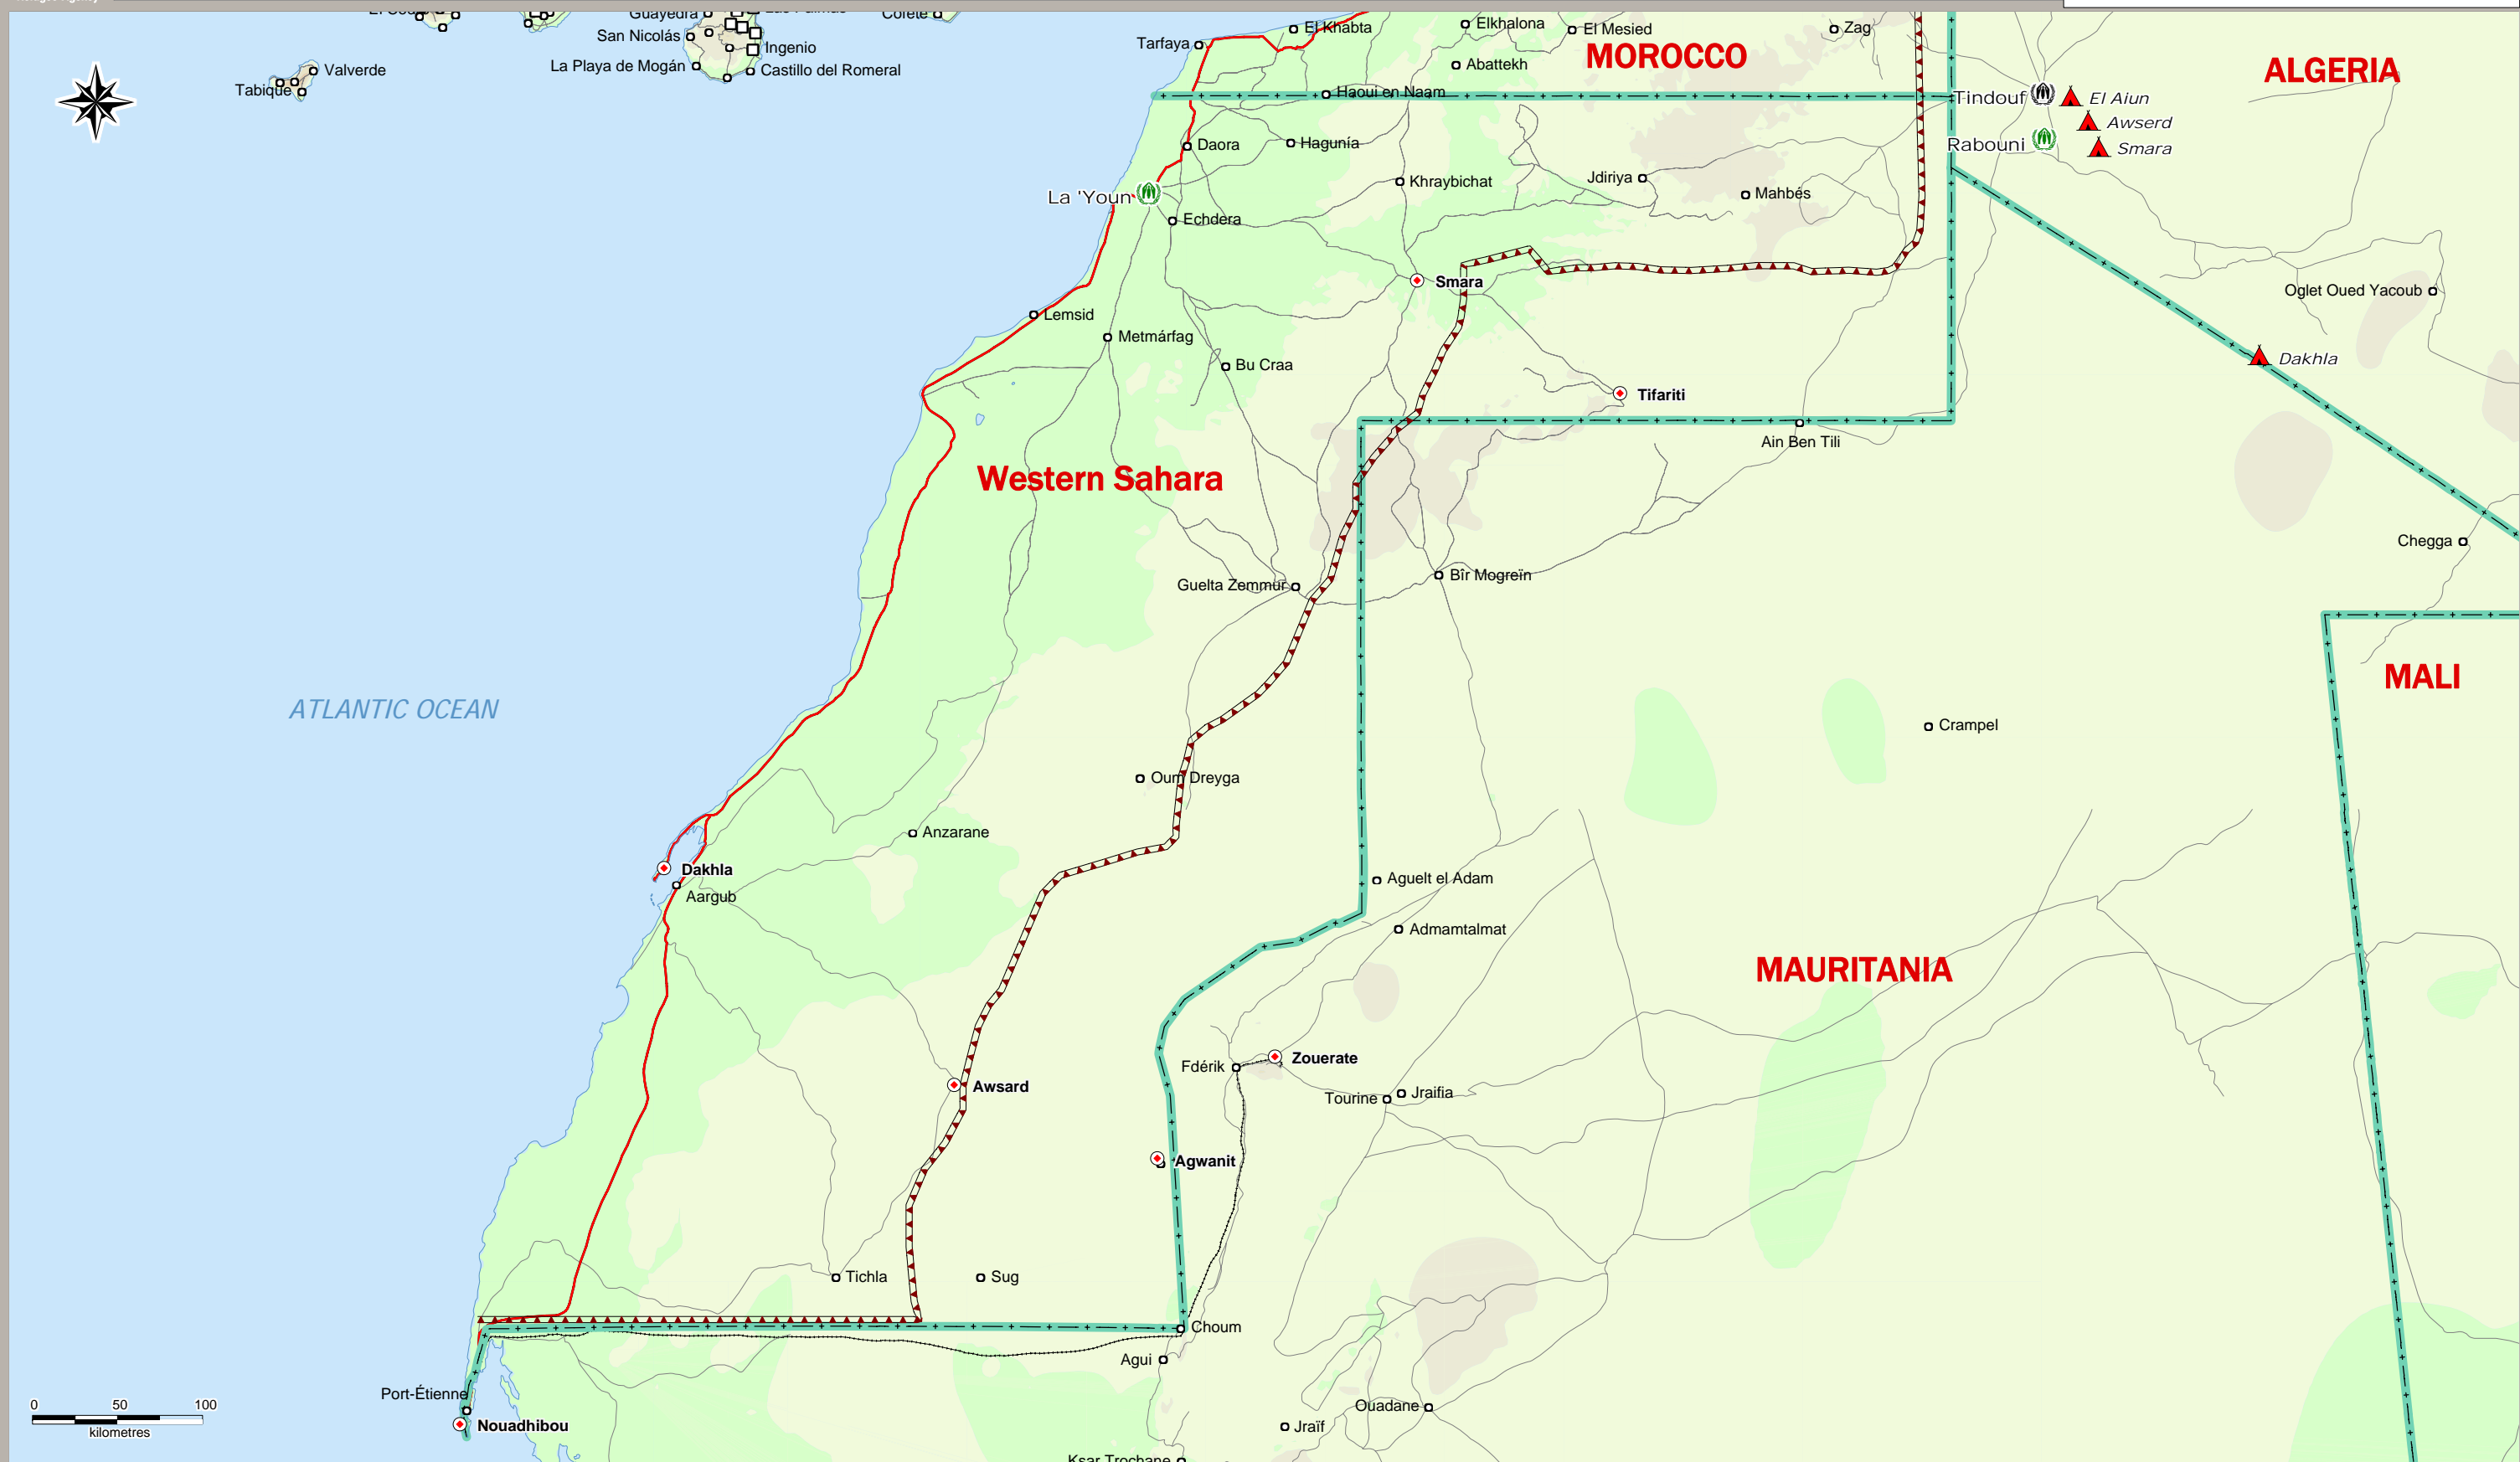 Guayedra
San Nicolás
Ingenio
La Playa de Mogán
Castillo del Romeral
Valverde
Tabique
Tarfaya
El Khabta
Elkhalona
El Mesied
Zag
MOROCCO
ALGERIA
Abattekh
Haoui en Naam
Tindouf
El Aiun
Awserd
Rabouni
Smara
Daora
Hagunía
Khraybichat
Jdiriya
Mahbés
La 'Youn
Echdera
Smara
Oglet Oued Yacoub
Lemsid
Metmárfag
Bu Craa
Dakhla
Tifariti
Ain Ben Tili
Western Sahara
Chegga
Guelta Zemmur
Bîr Mogreïn
MALI
ATLANTIC OCEAN
Crampel
Oum Dreyga
Anzarane
Dakhla
Aargub
Aguelt el Adam
Admamtalmat
MAURITANIA
Fdérik
Zouerate
Awsard
Tourine
Jraifia
Agwanit
Tichla
Sug
Choum
Agui
Port-Étienne
Ouadane
Nouadhibou
Jraïf
0 50 100
kilometres
Ksar Trochane